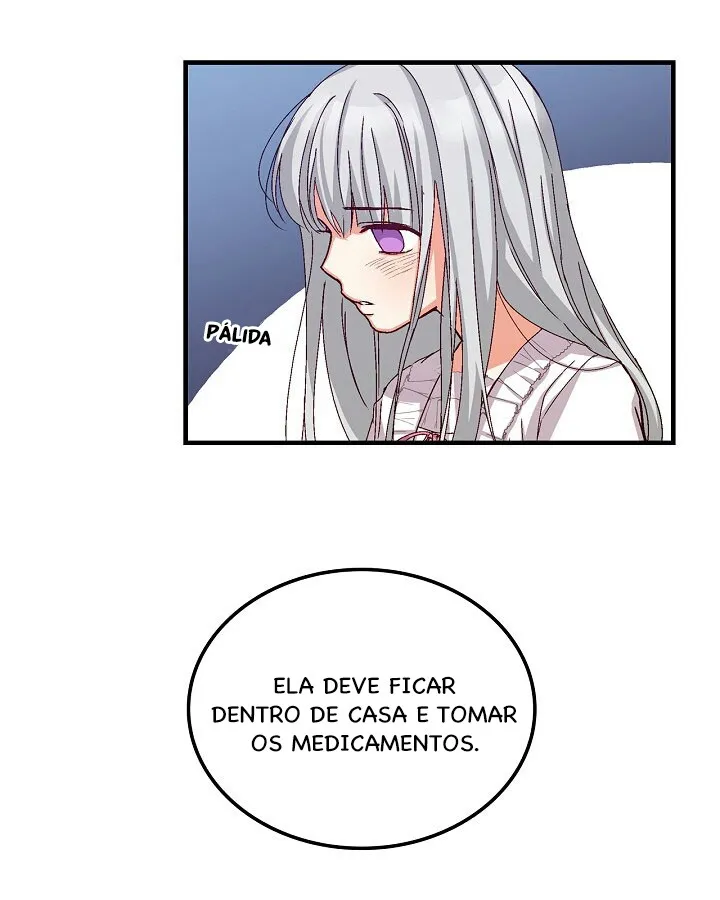 PÁLIDA
ELA DEVE FICAR
DENTRO DE CASA E TOMAR
OS MEDICAMENTOS.